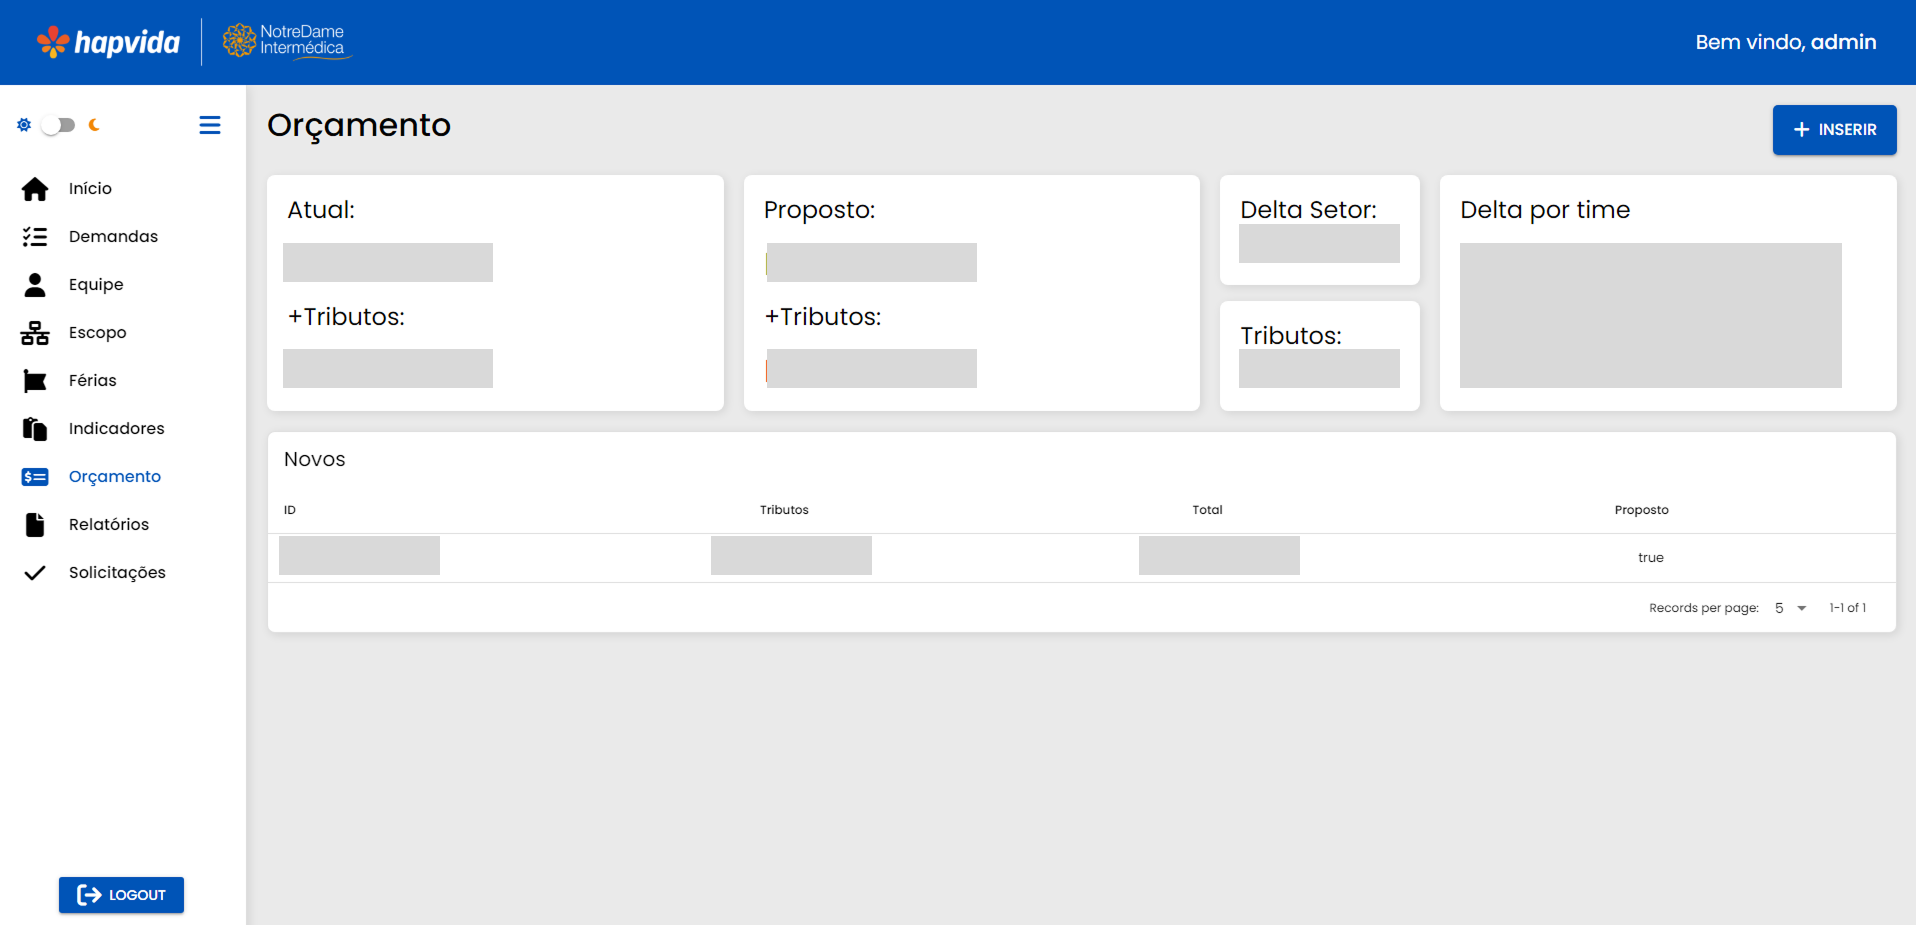 hapvida
NotreDame
Intermédica
Bem vindo, admin
Início
Demandas
Equipe
Escopo
Férias
Indicadores
Orçamento
Relatórios
Solicitações
LOGOUT
Orçamento
INSERIR
Atual:
+Tributos:
Proposto:
+Tributos:
Delta Setor:
Tributos:
Delta por time
Novos
ID Tributos Total Proposto
true
Records per page: 5 1-1 of 1